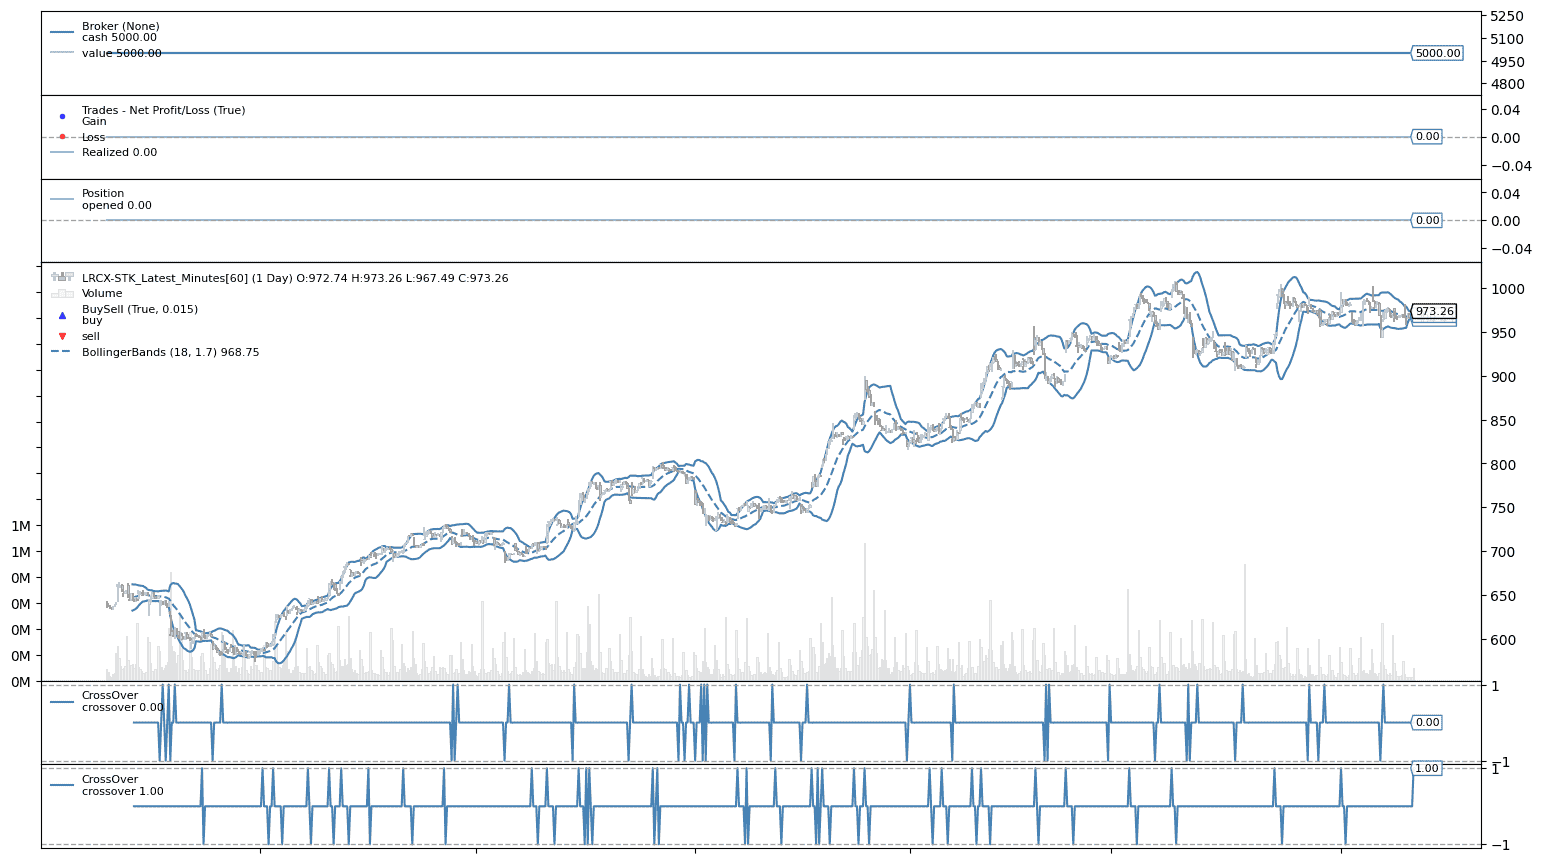 Broker (None)
cash 5000.00
value 5000.00
5000.00
5250
5100
4950
4800
Trades - Net Profit/Loss (True)
Gain
Loss
Realized 0.00
0.00
0.04
0.00
−0.04
Position
opened 0.00
0.00
0.04
0.00
−0.04
LRCX-STK_Latest_Minutes[60] (1 Day) O:972.74 H:973.26 L:967.49 C:973.26
Volume
BuySell (True, 0.015)
buy
sell
BollingerBands (18, 1.7) 968.75
973.26
1000
950
900
850
800
750
700
650
600
1M
1M
0M
0M
0M
0M
0M
CrossOver
crossover 0.00
0.00
1
−1
CrossOver
crossover 1.00
1.00
1
−1